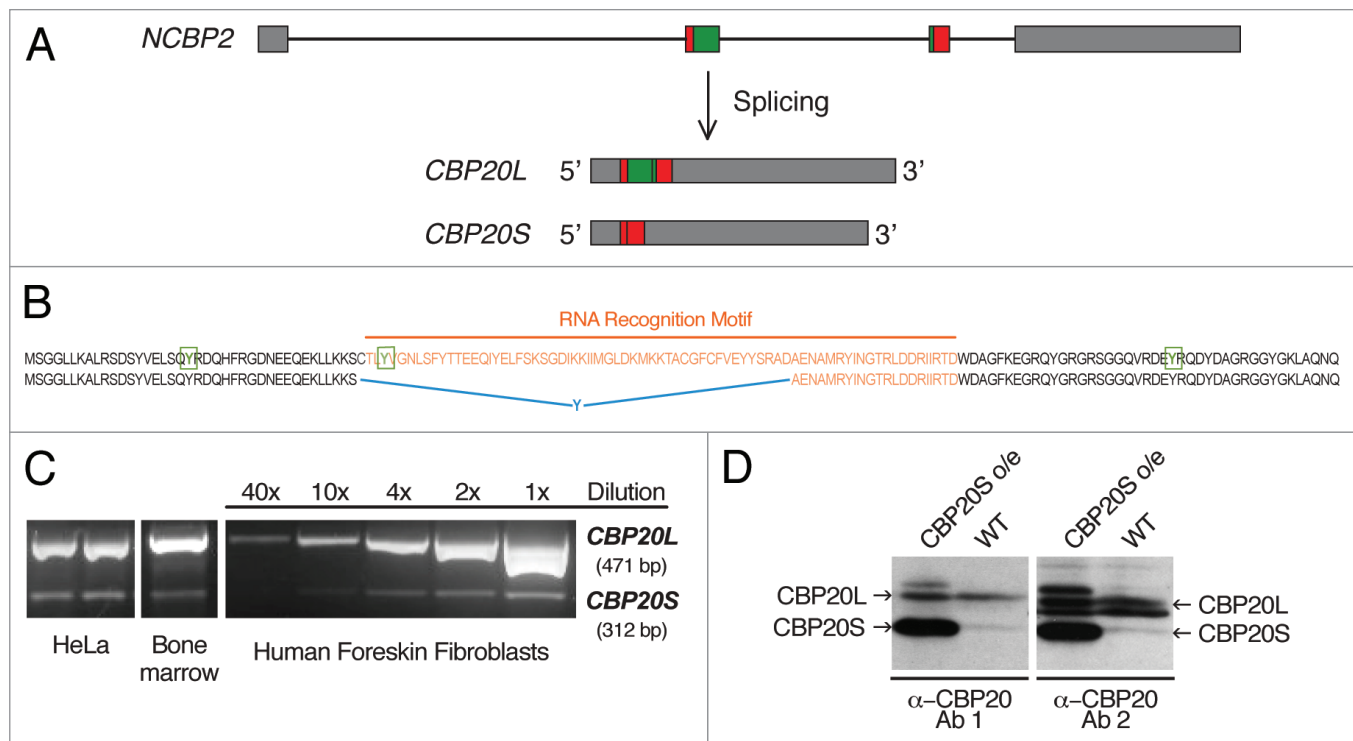 A
NCBP2
Splicing
CBP20L 5’ 3’
CBP20S 5’ 3’
B
RNA Recognition Motif
MSGGLLKALRSDSYVELSQYRDQHFRGDNEEQEKLLKKSCTLYVGNLSFYTTEEQIYELFSKSGDIKKIIMGLDKMKKTACGFCFVEYYSRADAENAMRYINGTRLDDRIIRTDWDAGFKEGRQYGRGRSGGQVRDEYRQDYDAGRGGYGKLAQNQ
MSGGLLKALRSDSYVELSQYRDQHFRGDNEEQEKLLKKS AENAMRYINGTRLDDRIIRTDWDAGFKEGRQYGRGRSGGQVRDEYRQDYDAGRGGYGKLAQNQ
Y
C
40x 10x 4x 2x 1x Dilution
CBP20L
(471 bp)
CBP20S
(312 bp)
HeLa
Bone
marrow
Human Foreskin Fibroblasts
D
CBP20S o/e
WT
CBP20S o/e
WT
CBP20L →
CBP20S →
← CBP20L
← CBP20S
α–CBP20
Ab 1
α–CBP20
Ab 2